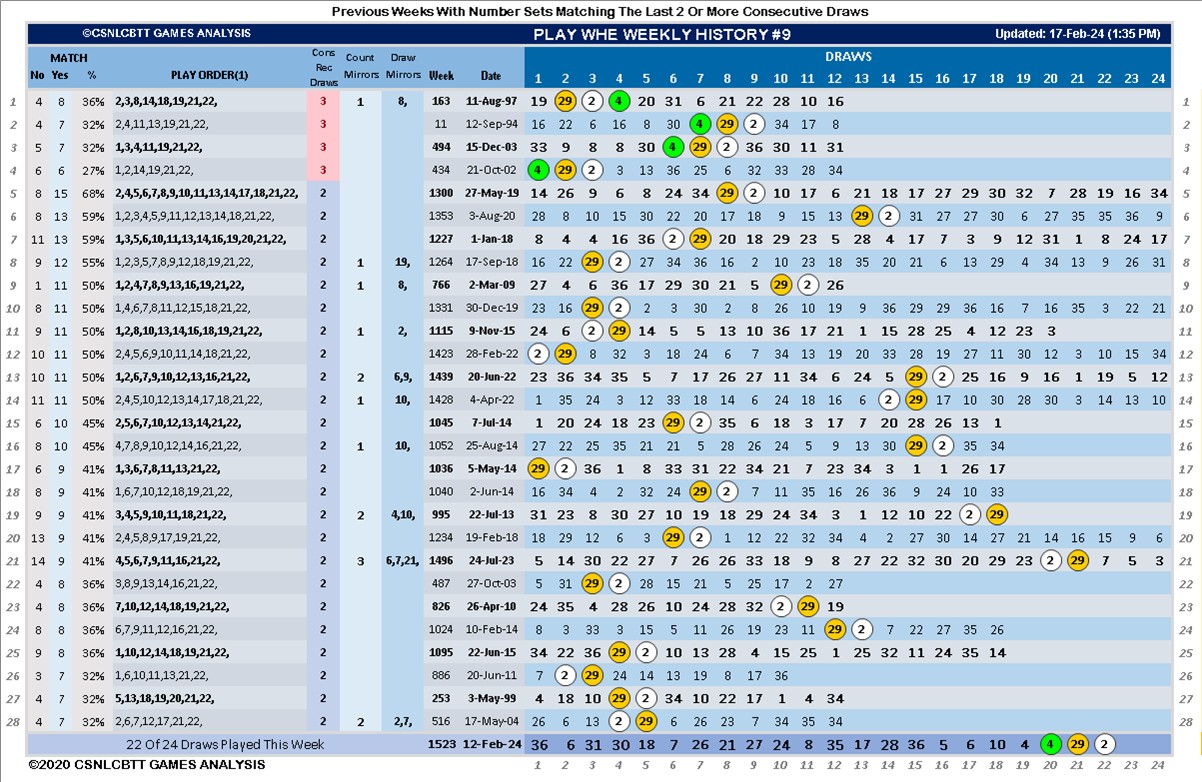 Previous Weeks With Number Sets Matching The Last 2 Or More Consecutive Draws
©CSNLCBTT GAMES ANALYSIS PLAY WHE WEEKLY HISTORY #9 Updated: 17-Feb-24 (1:35 PM)
MATCH Cons Rec Draws Count Mirrors Draw Mirrors DRAWS
No Yes % PLAY ORDER(1) Week Date 1 2 3 4 5 6 7 8 9 10 11 12 13 14 15 16 17 18 19 20 21 22 23 24
1 4 8 36% 2,3,8,14,18,19,21,22, 3 1 8, 163 11-Aug-97 19 29 2 4 20 31 6 21 22 28 10 16 1
2 4 7 32% 2,4,11,13,19,21,22, 3 11 12-Sep-94 16 22 6 16 8 30 4 29 2 34 17 8 2
3 5 7 32% 1,3,4,11,19,21,22, 3 494 15-Dec-03 33 9 8 8 30 4 29 2 36 30 11 31 3
4 6 6 27% 1,2,14,19,21,22, 3 434 21-Oct-02 4 29 2 3 13 36 25 6 32 33 28 34 4
5 8 15 68% 2,4,5,6,7,8,9,10,11,13,14,17,18,21,22, 2 1300 27-May-19 14 26 9 6 8 24 34 29 2 10 17 6 21 18 17 27 29 30 32 7 28 19 16 34 5
6 8 13 59% 1,2,3,4,5,9,11,12,13,14,18,21,22, 2 1353 3-Aug-20 28 8 10 15 30 22 20 17 18 9 15 13 29 2 31 27 27 30 6 27 35 35 36 9 6
7 11 13 59% 1,3,5,6,10,11,13,14,16,19,20,21,22, 2 1227 1-Jan-18 8 4 4 16 36 2 29 20 18 29 23 5 28 4 17 7 3 9 12 31 1 8 24 17 7
8 9 12 55% 1,2,3,5,7,8,9,12,18,19,21,22, 2 1 19, 1264 17-Sep-18 16 22 29 2 27 34 36 16 2 10 23 18 35 20 21 6 13 29 4 34 13 9 26 31 8
9 1 11 50% 1,2,4,7,8,9,13,16,19,21,22, 2 1 8, 766 2-Mar-09 27 4 6 36 17 29 30 21 5 29 2 26 9
10 8 11 50% 1,4,6,7,8,11,12,15,18,21,22, 2 1331 30-Dec-19 23 16 29 2 2 3 30 2 8 26 10 19 9 36 29 29 36 16 7 16 35 3 22 21 10
11 9 11 50% 1,2,8,10,13,14,16,18,19,21,22, 2 1 2, 1115 9-Nov-15 24 6 2 29 14 5 5 13 10 36 17 21 1 15 28 25 4 12 23 3 11
12 10 11 50% 2,4,5,6,9,10,11,14,18,21,22, 2 1423 28-Feb-22 2 29 8 32 3 18 24 6 7 34 13 19 20 33 28 19 27 11 30 12 3 10 15 34 12
13 10 11 50% 1,2,6,7,9,10,12,13,16,21,22, 2 2 6,9, 1439 20-Jun-22 23 36 34 35 5 7 17 26 27 11 34 6 24 5 29 2 25 16 9 16 1 19 5 12 13
14 11 11 50% 2,4,5,10,12,13,14,17,18,21,22, 2 1 10, 1428 4-Apr-22 1 35 24 3 12 33 18 14 6 24 18 16 6 2 29 17 10 30 28 30 3 14 13 10 14
15 6 10 45% 2,5,6,7,10,12,13,14,21,22, 2 1045 7-Jul-14 1 20 24 18 23 29 2 35 6 18 3 17 7 20 28 26 13 1 15
16 8 10 45% 4,7,8,9,10,12,14,16,21,22, 2 1 10, 1052 25-Aug-14 27 22 25 35 21 21 5 28 26 24 5 9 13 10 29 2 35 34 16
17 6 9 41% 1,3,6,7,8,11,13,21,22, 2 1036 5-May-14 29 2 36 1 8 33 31 22 34 21 7 23 34 3 1 1 26 17 17
18 8 9 41% 1,6,7,10,12,18,19,21,22, 2 1040 2-Jun-14 16 34 4 2 32 24 29 2 7 11 35 16 26 36 9 24 10 33 18
19 9 9 41% 3,4,5,9,10,11,18,21,22, 2 2 4,10, 995 22-Jul-13 31 23 8 30 27 10 19 18 29 24 34 3 1 12 10 22 2 29 19
20 13 9 41% 2,4,5,8,9,17,19,21,22, 2 1234 19-Feb-18 18 29 12 6 3 29 2 1 12 22 32 34 4 2 27 30 14 27 21 14 16 15 9 6 20
21 14 9 41% 4,5,6,7,9,11,16,21,22, 2 3 6,7,21, 1496 24-Jul-23 5 14 30 22 27 7 26 26 33 11 18 9 8 27 22 32 30 20 29 23 2 29 7 5 3 21
22 4 8 36% 3,8,9,13,14,16,21,22, 2 487 27-Oct-03 5 31 29 2 28 15 21 5 25 17 2 27 22
23 4 8 36% 7,10,12,14,18,19,21,22, 2 826 26-Apr-10 24 35 4 28 26 10 24 28 32 2 29 19 23
24 8 8 36% 6,7,9,11,12,16,21,22, 2 1024 10-Feb-14 8 3 33 3 15 5 11 26 19 23 11 29 2 7 22 27 35 26 24
25 9 8 36% 1,10,12,14,18,19,21,22, 2 1095 22-Jun-15 34 22 36 29 2 10 13 28 4 15 25 1 25 32 11 24 35 14 25
26 3 7 32% 1,6,10,11,13,21,22, 2 886 20-Jun-11 7 2 29 24 14 13 19 8 17 36 26
27 4 7 32% 5,13,18,19,20,21,22, 2 253 3-May-99 4 18 10 29 2 34 10 22 17 1 4 34 27
28 4 7 32% 2,6,7,12,17,21,22, 2 2 2,7, 516 17-May-04 26 6 13 2 29 6 26 23 7 34 35 34 28
22 Of 24 Draws Played This Week 1523 12-Feb-24 36 6 31 30 18 7 26 21 27 24 8 35 17 28 36 5 6 10 4 4 29 2
©2020 CSNLCBTT GAMES ANALYSIS 1 2 3 4 5 6 7 8 9 10 11 12 13 14 15 16 17 18 19 20 21 22 23 24